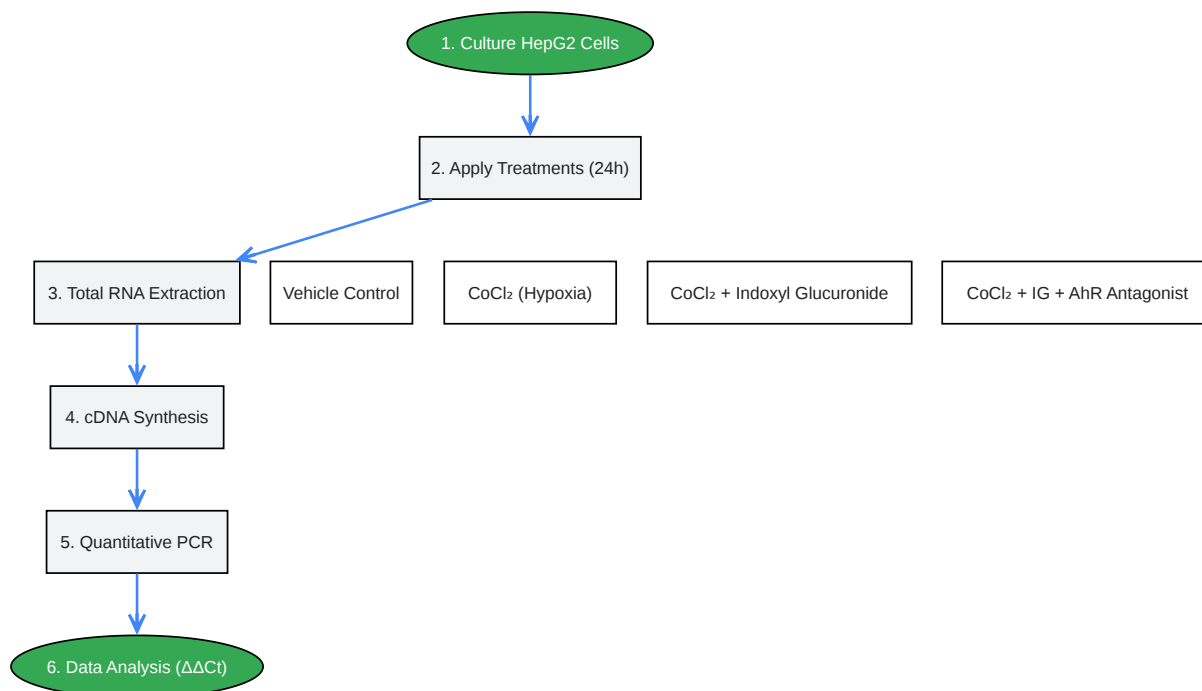 1. Culture HepG2 Cells
2. Apply Treatments (24h)
3. Total RNA Extraction
Vehicle Control
CoCl₂ (Hypoxia)
CoCl₂ + Indoxyl Glucuronide
CoCl₂ + IG + AhR Antagonist
4. cDNA Synthesis
5. Quantitative PCR
6. Data Analysis (ΔΔCt)